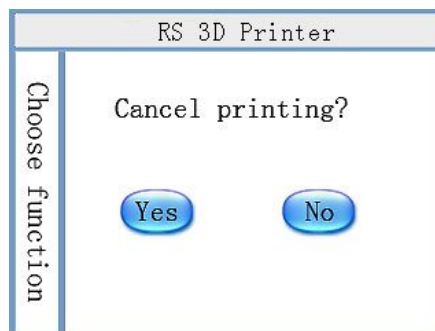 RS 3D Printer
Choose function
Cancel printing?
Yes
No